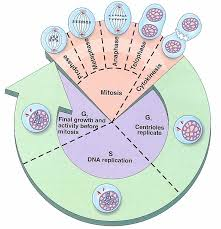 Prophase
Metaphase
Anaphase
Telophase
Cytokinesis
Mitosis
G₂
Final growth and
activity before
mitosis
G₁
Centrioles
replicate
S
DNA replication